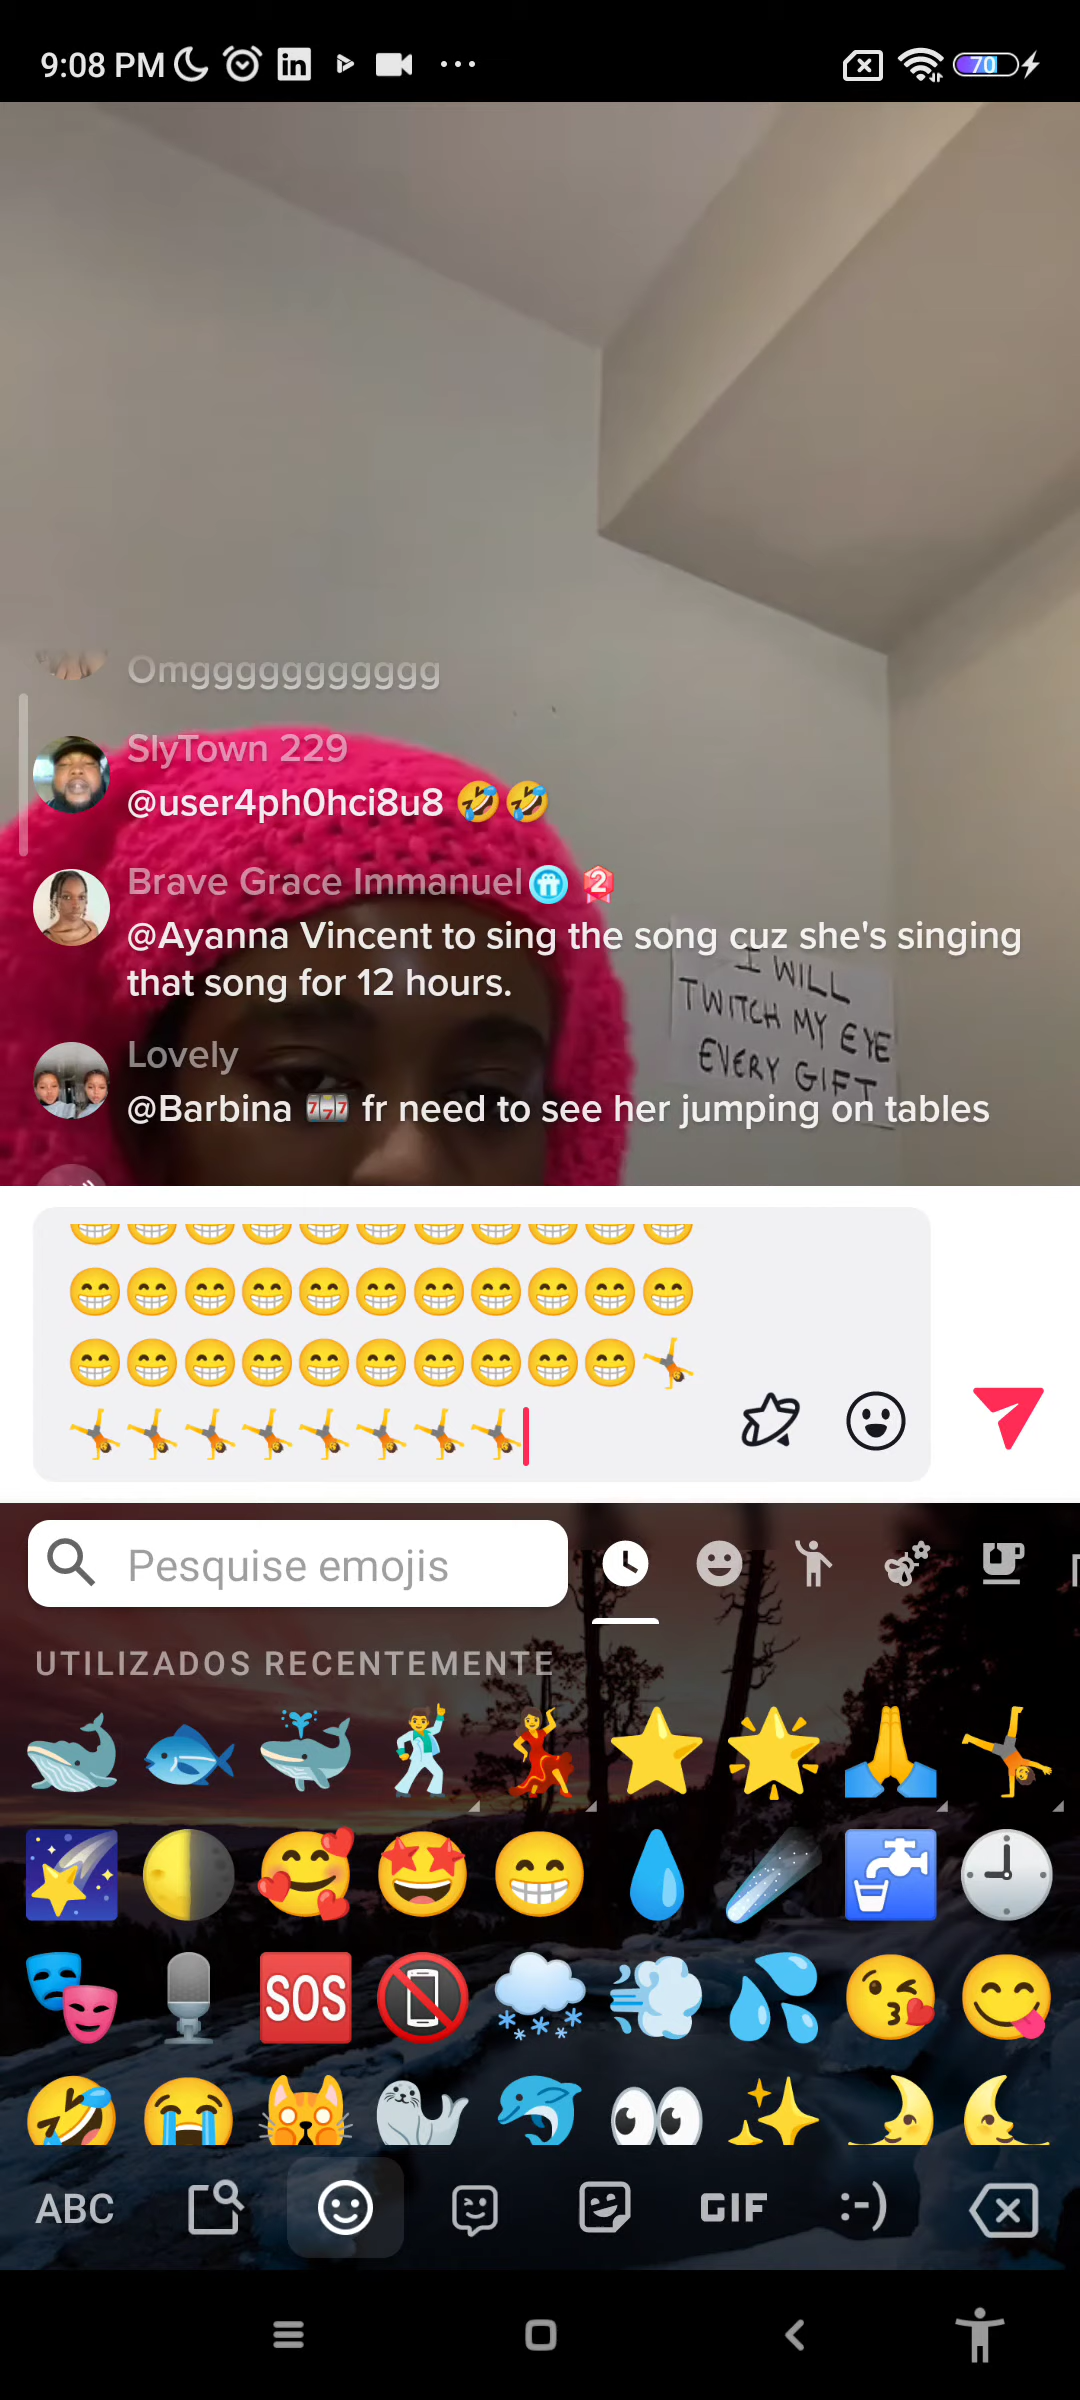 9:08 PM
70
Omggggggggggg
SlyTown 229
@user4ph0hci8u8 🤣🤣
Brave Grace Immanuel 2
@Ayanna Vincent to sing the song cuz she's singing
that song for 12 hours.
Lovely
@Barbina 🎰 fr need to see her jumping on tables
I WILL
TWITCH MY EYE
EVERY GIFT
Pesquise emojis
UTILIZADOS RECENTEMENTE
SOS
ABC
GIF
:-)